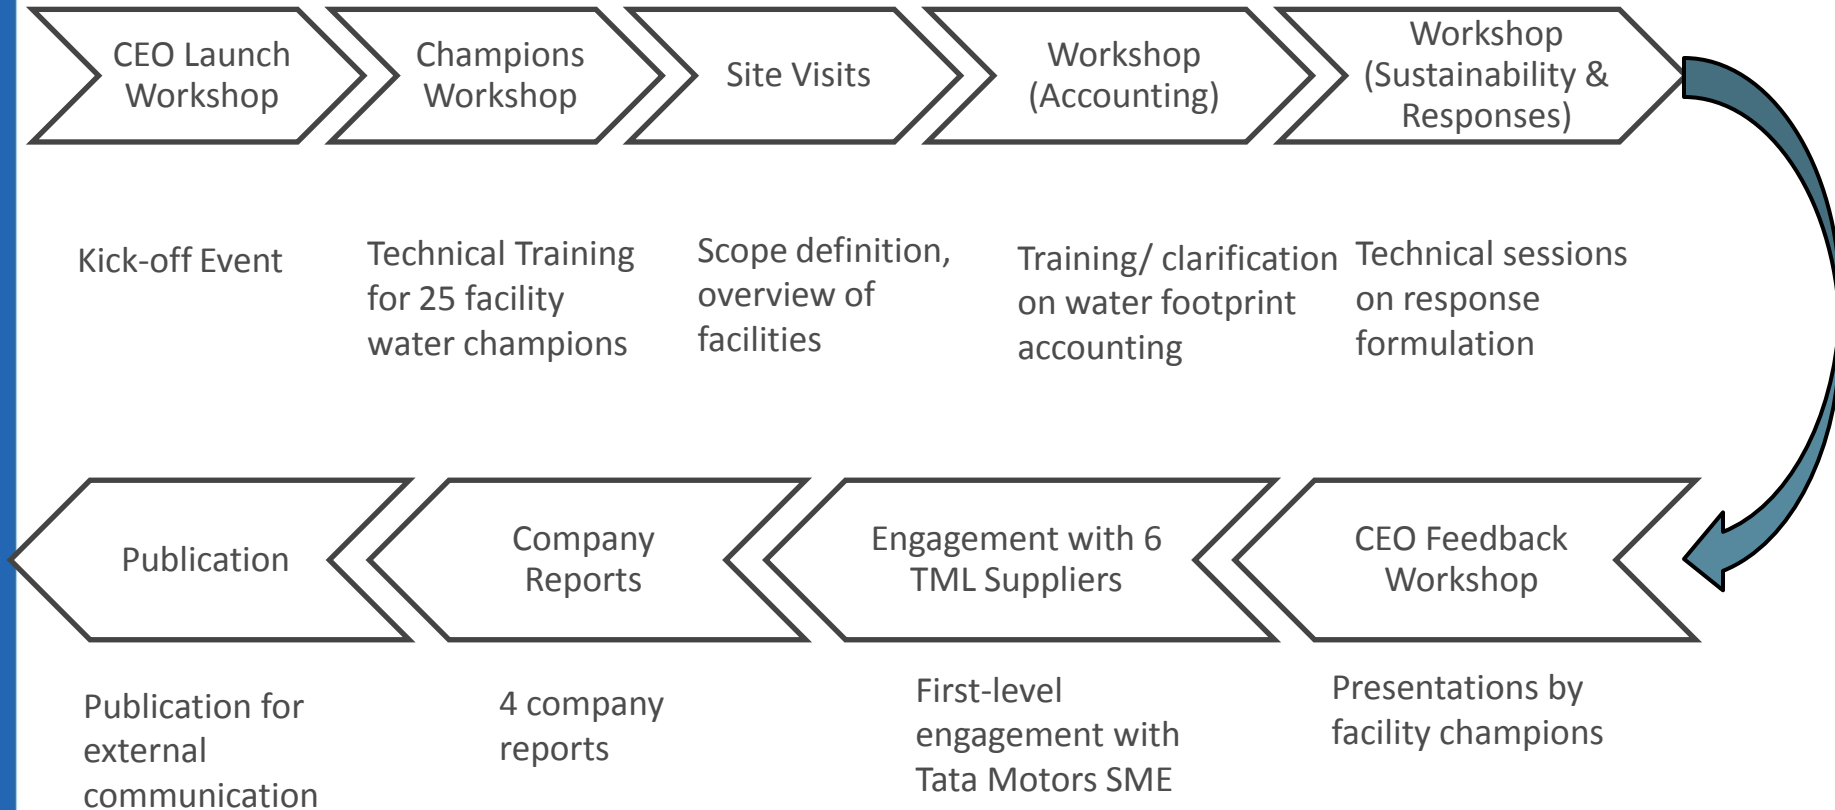 CEO Launch
Workshop
Champions
Workshop
Site Visits
Workshop
(Accounting)
Workshop
(Sustainability &
Responses)
Kick-off Event
Technical Training
for 25 facility
water champions
Scope definition,
overview of
facilities
Training/ clarification
on water footprint
accounting
Technical sessions
on response
formulation
Publication
Company
Reports
Engagement with 6
TML Suppliers
CEO Feedback
Workshop
Publication for
external
communication
4 company
reports
First-level
engagement with
Tata Motors SME
Presentations by
facility champions